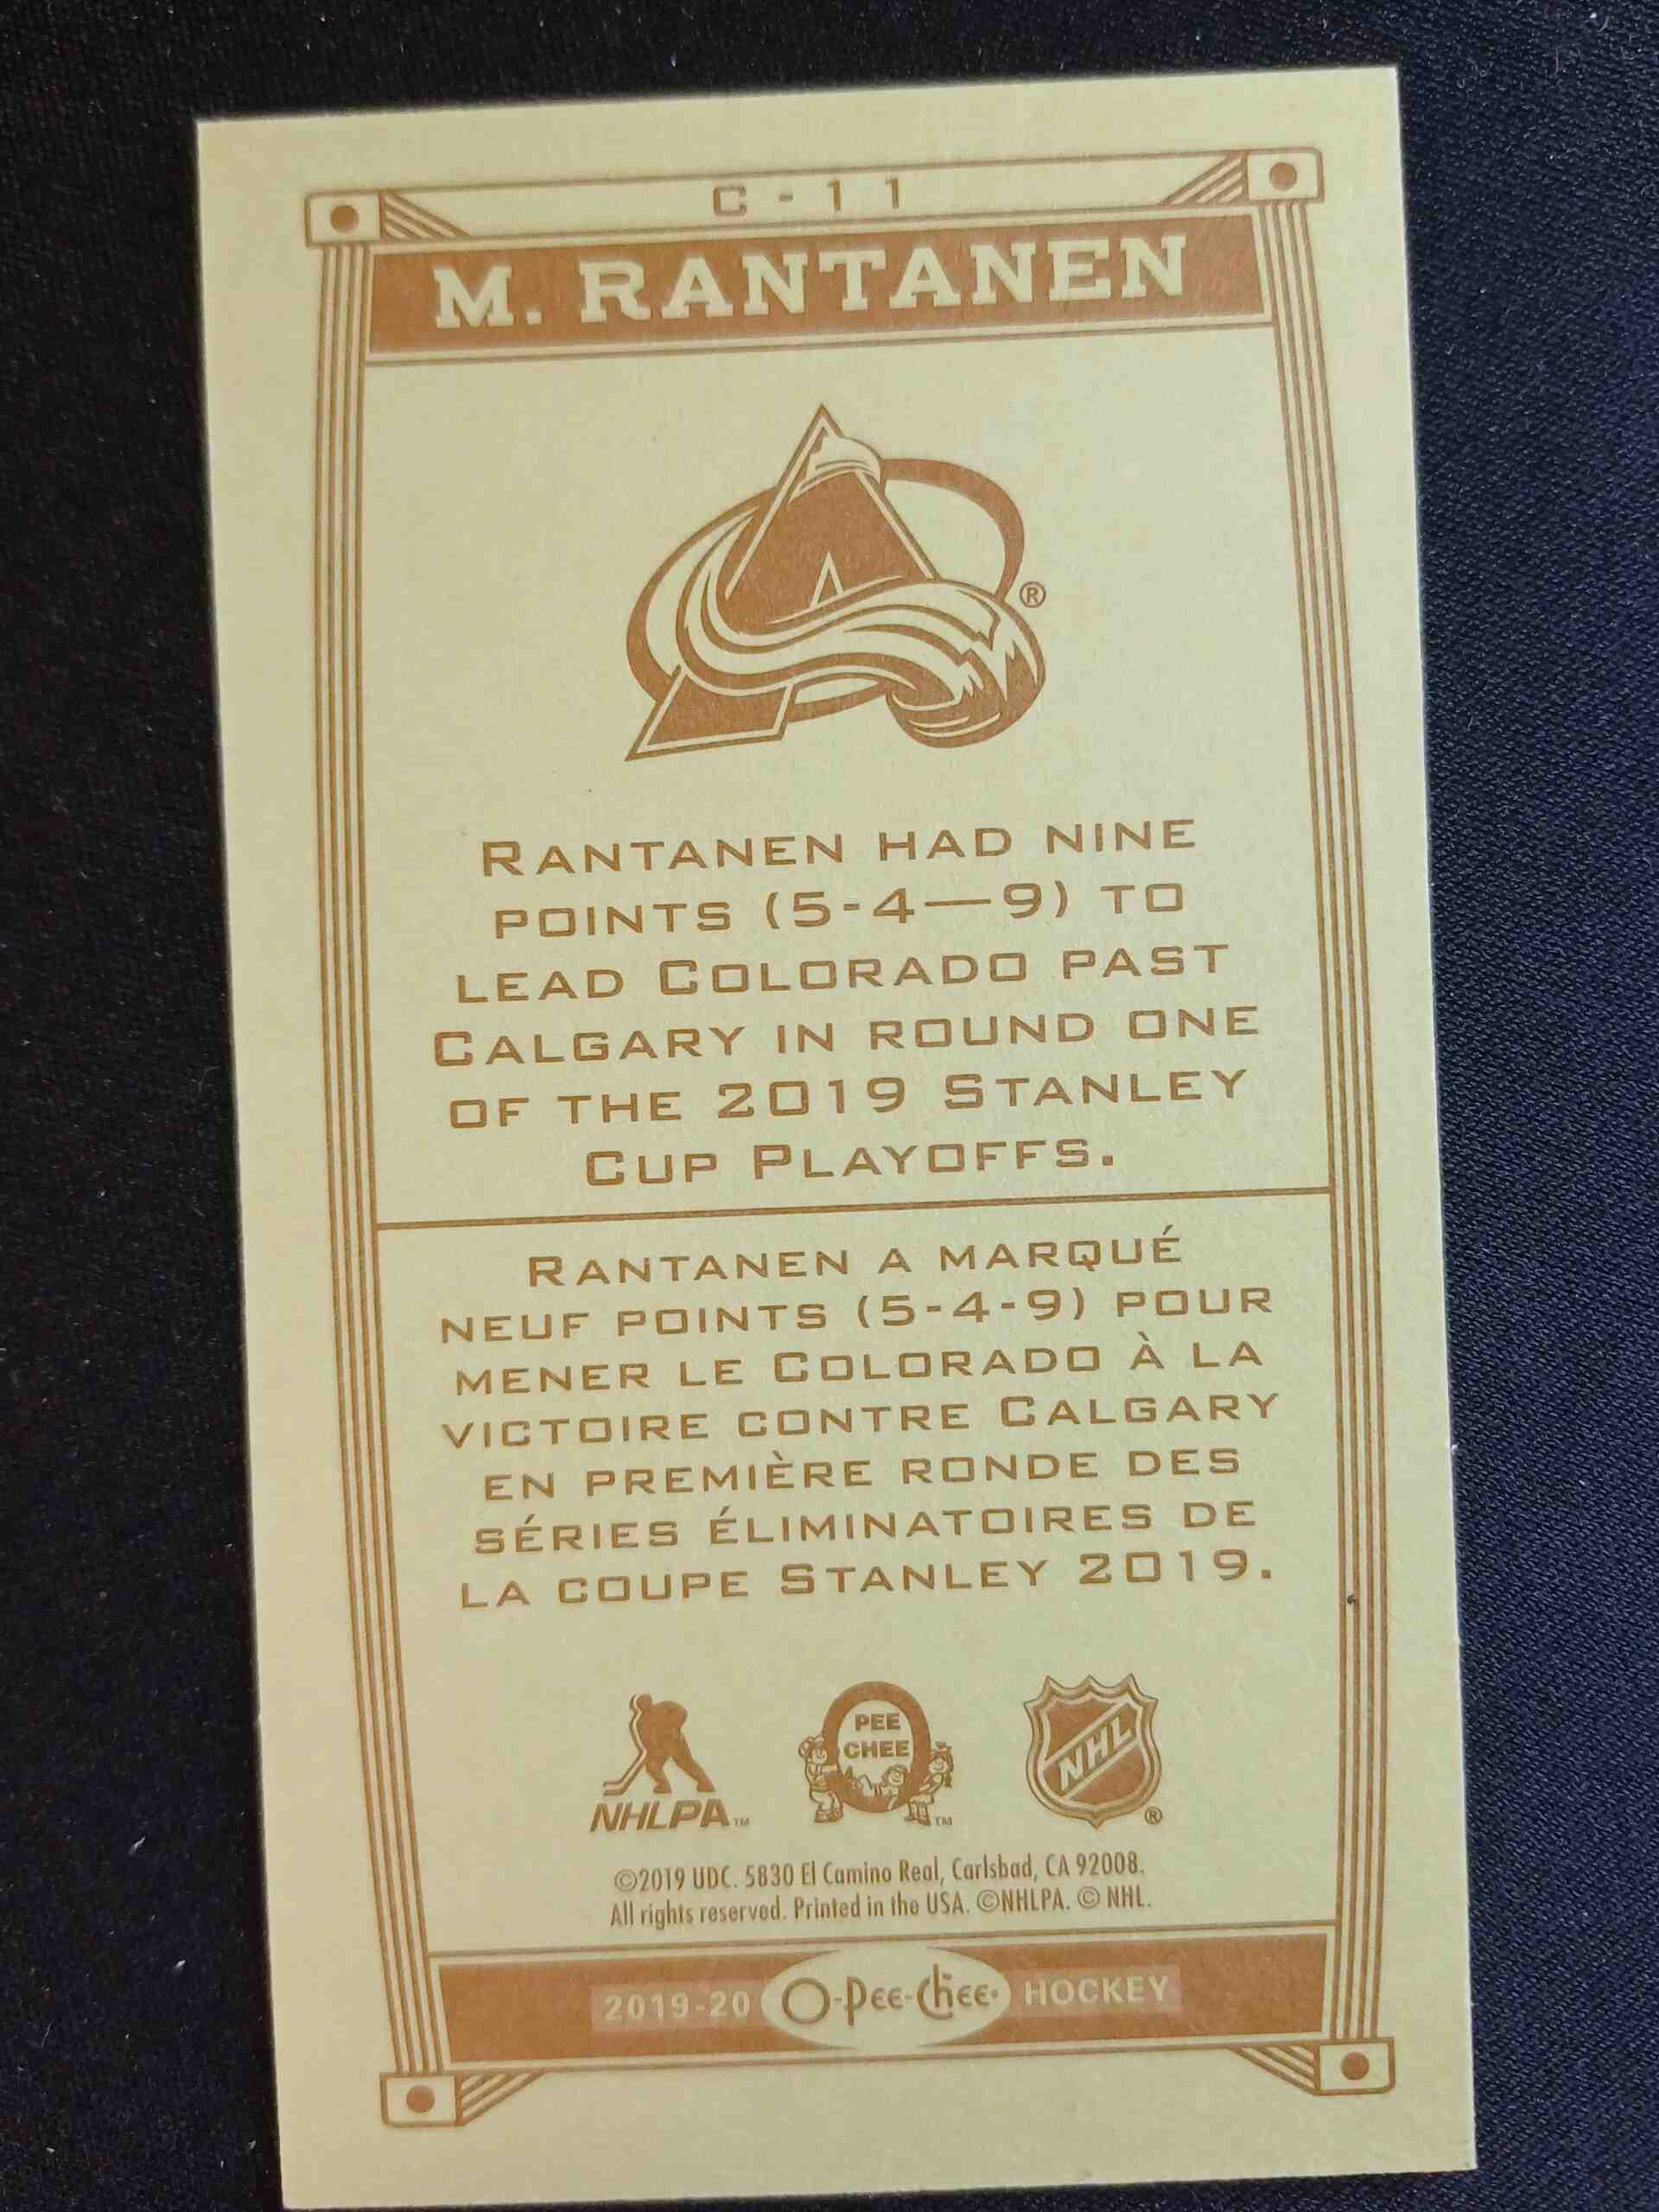 C-11
M. RANTANEN
®
RANTANEN HAD NINE
POINTS (5-4—9) TO
LEAD COLORADO PAST
CALGARY IN ROUND ONE
OF THE 2019 STANLEY
CUP PLAYOFFS.
RANTANEN A MARQUÉ
NEUF POINTS (5-4-9) POUR
MENER LE COLORADO À LA
VICTOIRE CONTRE CALGARY
EN PREMIÈRE RONDE DES
SÉRIES ÉLIMINATOIRES DE
LA COUPE STANLEY 2019.
NHLPA™
PEE
CHEE
™
NHL
®
©2019 UDC. 5830 El Camino Real, Carlsbad, CA 92008.
All rights reserved. Printed in the USA. ©NHLPA. © NHL.
2019-20 O-Pee-Chee® HOCKEY